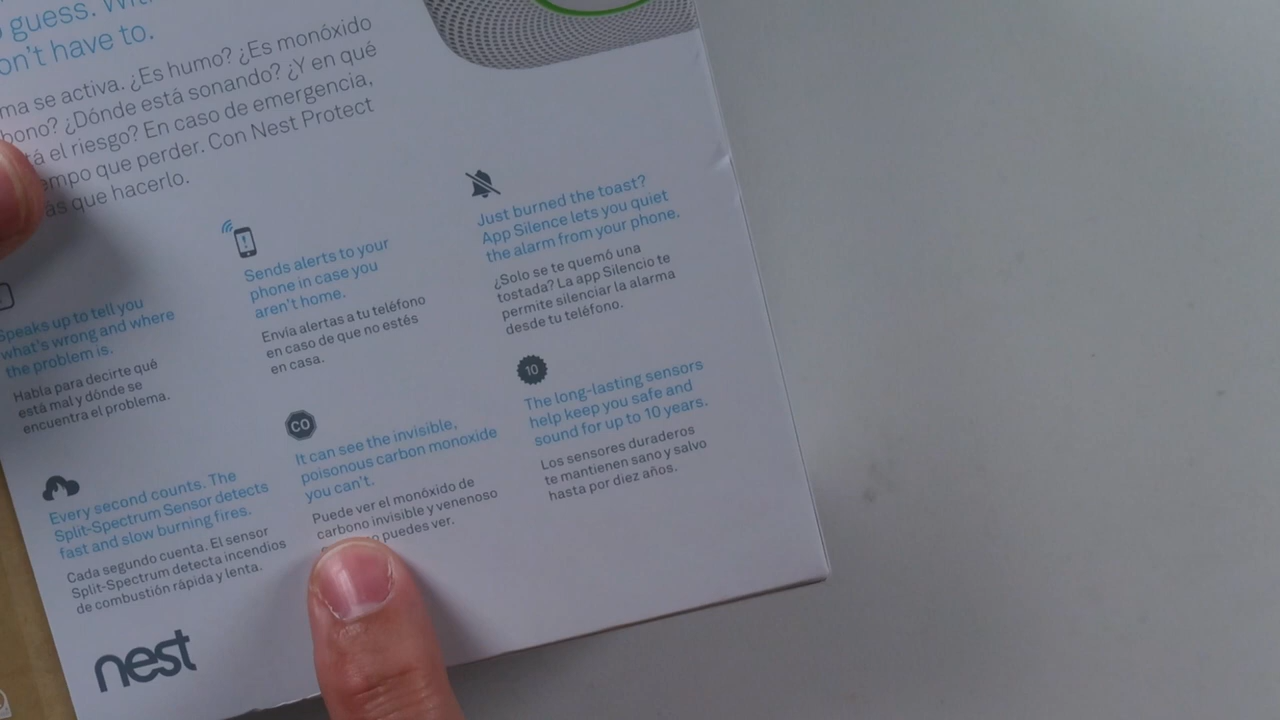 guess.
on't have to.
ma se activa. ¿Es humo? ¿Es monóxido
bono? ¿Dónde está sonando? ¿Y en qué
tá el riesgo? En caso de emergencia,
empo que perder. Con Nest Protect
ás que hacerlo.
Speaks up to tell you
what's wrong and where
the problem is.
Habla para decirte qué
está mal y dónde se
encuentra el problema.
Sends alerts to your
phone in case you
aren't home.
Envía alertas a tu teléfono
en caso de que no estés
en casa.
Just burned the toast?
App Silence lets you quiet
the alarm from your phone.
¿Solo se te quemó una
tostada? La app Silencio te
permite silenciar la alarma
desde tu teléfono.
Every second counts. The
Split-Spectrum Sensor detects
fast and slow burning fires.
Cada segundo cuenta. El sensor
Split-Spectrum detecta incendios
de combustión rápida y lenta.
CO
It can see the invisible,
poisonous carbon monoxide
you can't.
Puede ver el monóxido de
carbono invisible y venenoso
puedes ver.
10
The long-lasting sensors
help keep you safe and
sound for up to 10 years.
Los sensores duraderos
te mantienen sano y salvo
hasta por diez años.
nest